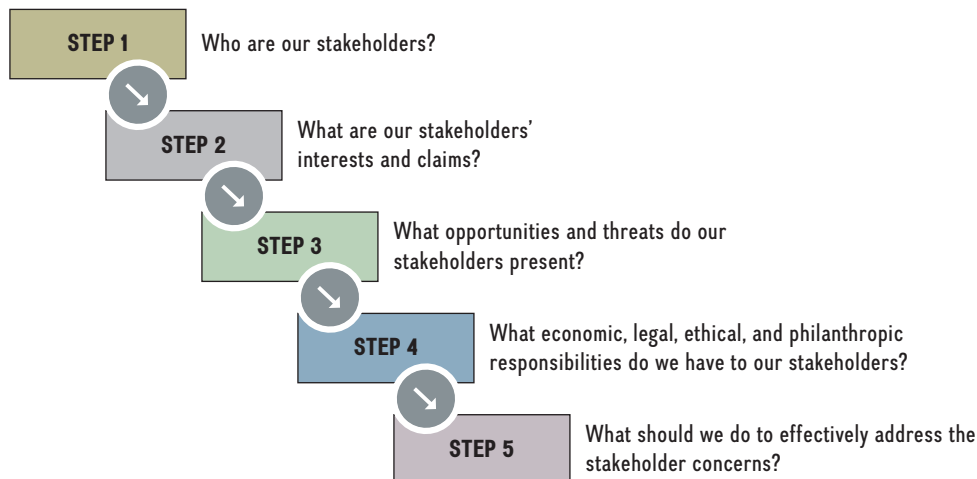 STEP 1
Who are our stakeholders?
STEP 2
What are our stakeholders’
interests and claims?
STEP 3
What opportunities and threats do our
stakeholders present?
STEP 4
What economic, legal, ethical, and philanthropic
responsibilities do we have to our stakeholders?
STEP 5
What should we do to effectively address the
stakeholder concerns?